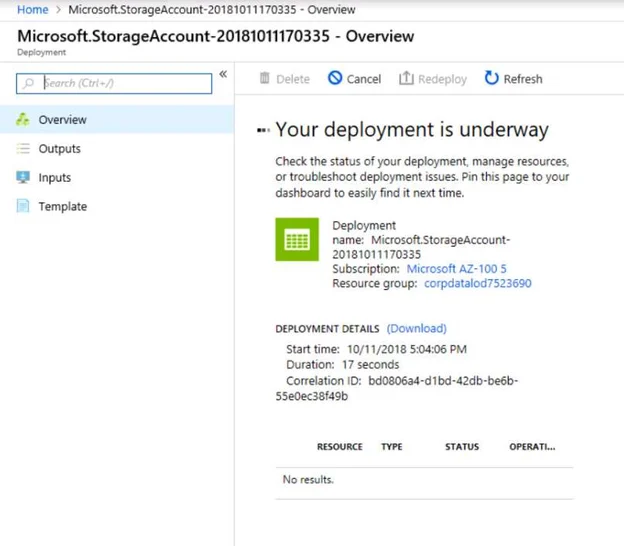 Home > Microsoft.StorageAccount-20181011170335 - Overview
Microsoft.StorageAccount-20181011170335 - Overview
Deployment
Search (Ctrl+/)
«
Overview
Outputs
Inputs
Template
Delete Cancel Redeploy Refresh
Your deployment is underway
Check the status of your deployment, manage resources,
or troubleshoot deployment issues. Pin this page to your
dashboard to easily find it next time.
Deployment
name: Microsoft.StorageAccount-
20181011170335
Subscription: Microsoft AZ-100 5
Resource group: corpdatalod7523690
DEPLOYMENT DETAILS (Download)
Start time: 10/11/2018 5:04:06 PM
Duration: 17 seconds
Correlation ID: bd0806a4-d1bd-42db-be6b-
55e0ec38f49b
RESOURCE TYPE STATUS OPERATI...
No results.